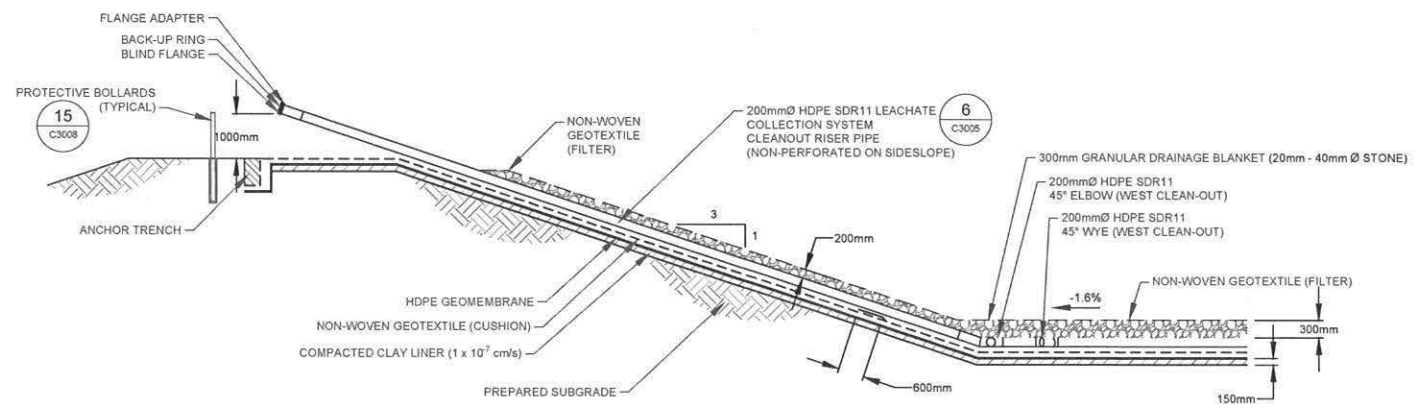 FLANGE ADAPTER
BACK-UP RING
BLIND FLANGE
PROTECTIVE BOLLARDS
(TYPICAL)
15
C3008
1000mm
ANCHOR TRENCH
NON-WOVEN
GEOTEXTILE
(FILTER)
200mmØ HDPE SDR11 LEACHATE
COLLECTION SYSTEM
CLEANOUT RISER PIPE
(NON-PERFORATED ON SIDESLOPE)
6
C3005
300mm GRANULAR DRAINAGE BLANKET (20mm - 40mm Ø STONE)
200mmØ HDPE SDR11
45° ELBOW (WEST CLEAN-OUT)
200mmØ HDPE SDR11
45° WYE (WEST CLEAN-OUT)
3
1
200mm
-1.6%
NON-WOVEN GEOTEXTILE (FILTER)
300mm
HDPE GEOMEMBRANE
NON-WOVEN GEOTEXTILE (CUSHION)
COMPACTED CLAY LINER (1 x 10⁻⁷ cm/s)
PREPARED SUBGRADE
600mm
150mm